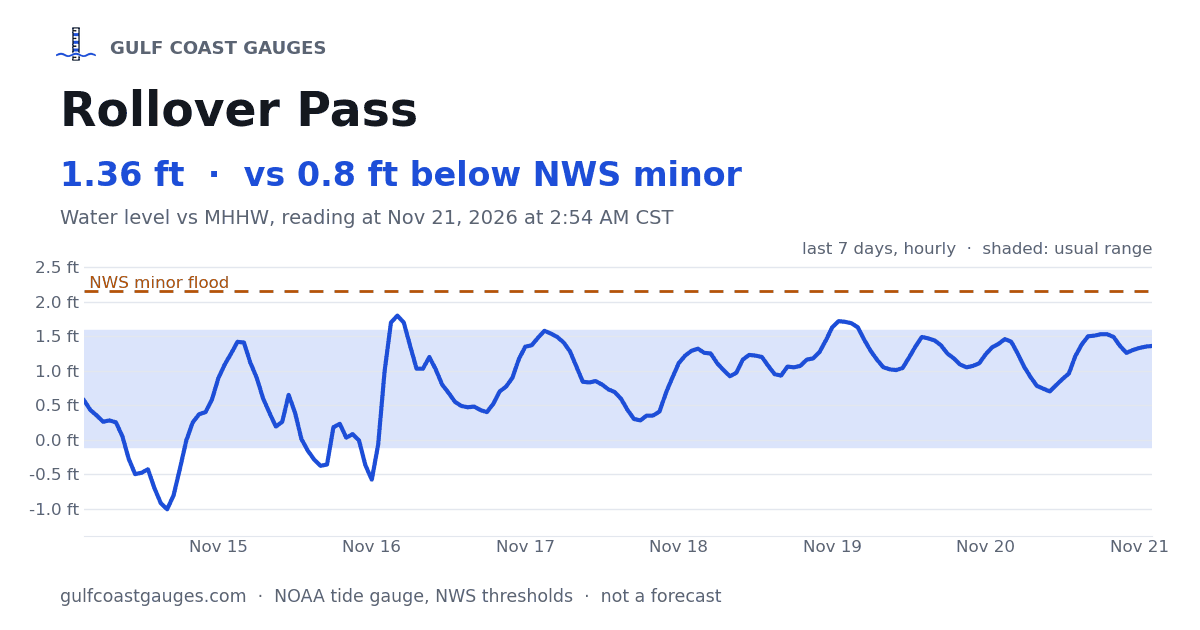 GULF COAST GAUGES
Rollover Pass
1.36 ft · vs 0.8 ft below NWS minor
Water level vs MHHW, reading at Nov 21, 2026 at 2:54 AM CST
last 7 days, hourly · shaded: usual range
2.5 ft
NWS minor flood
2.0 ft
1.5 ft
1.0 ft
0.5 ft
0.0 ft
-0.5 ft
-1.0 ft
Nov 15 Nov 16 Nov 17 Nov 18 Nov 19 Nov 20 Nov 21
gulfcoastgauges.com · NOAA tide gauge, NWS thresholds · not a forecast